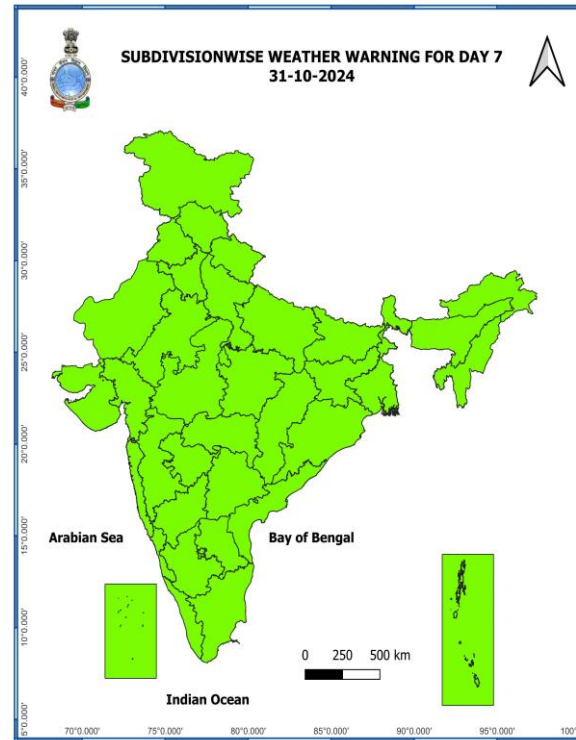 SUBDIVISIONWISE WEATHER WARNING FOR DAY 7
31-10-2024
40°0.000'
35°0.000'
30°0.000'
25°0.000'
20°0.000'
15°0.000'
10°0.000'
5°0.000'
Arabian Sea
Bay of Bengal
0 250 500 km
Indian Ocean
70°0.000' 75°0.000' 80°0.000' 85°0.000' 90°0.000' 95°0.000' 100°